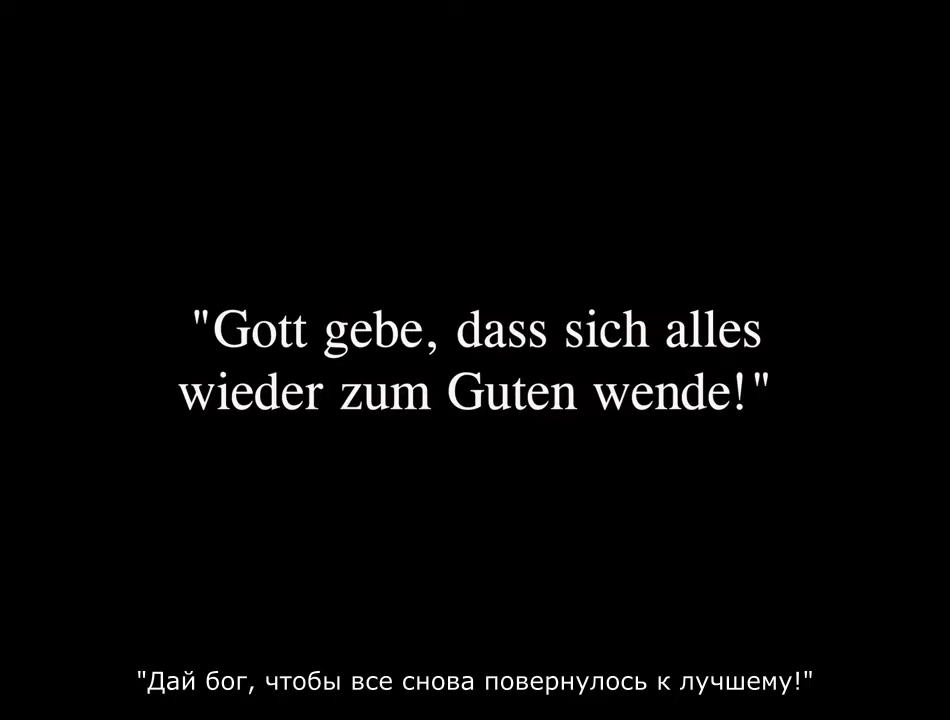 "Gott gebe, dass sich alles
wieder zum Guten wende!"
"Дай бог, чтобы все снова повернулось к лучшему!"